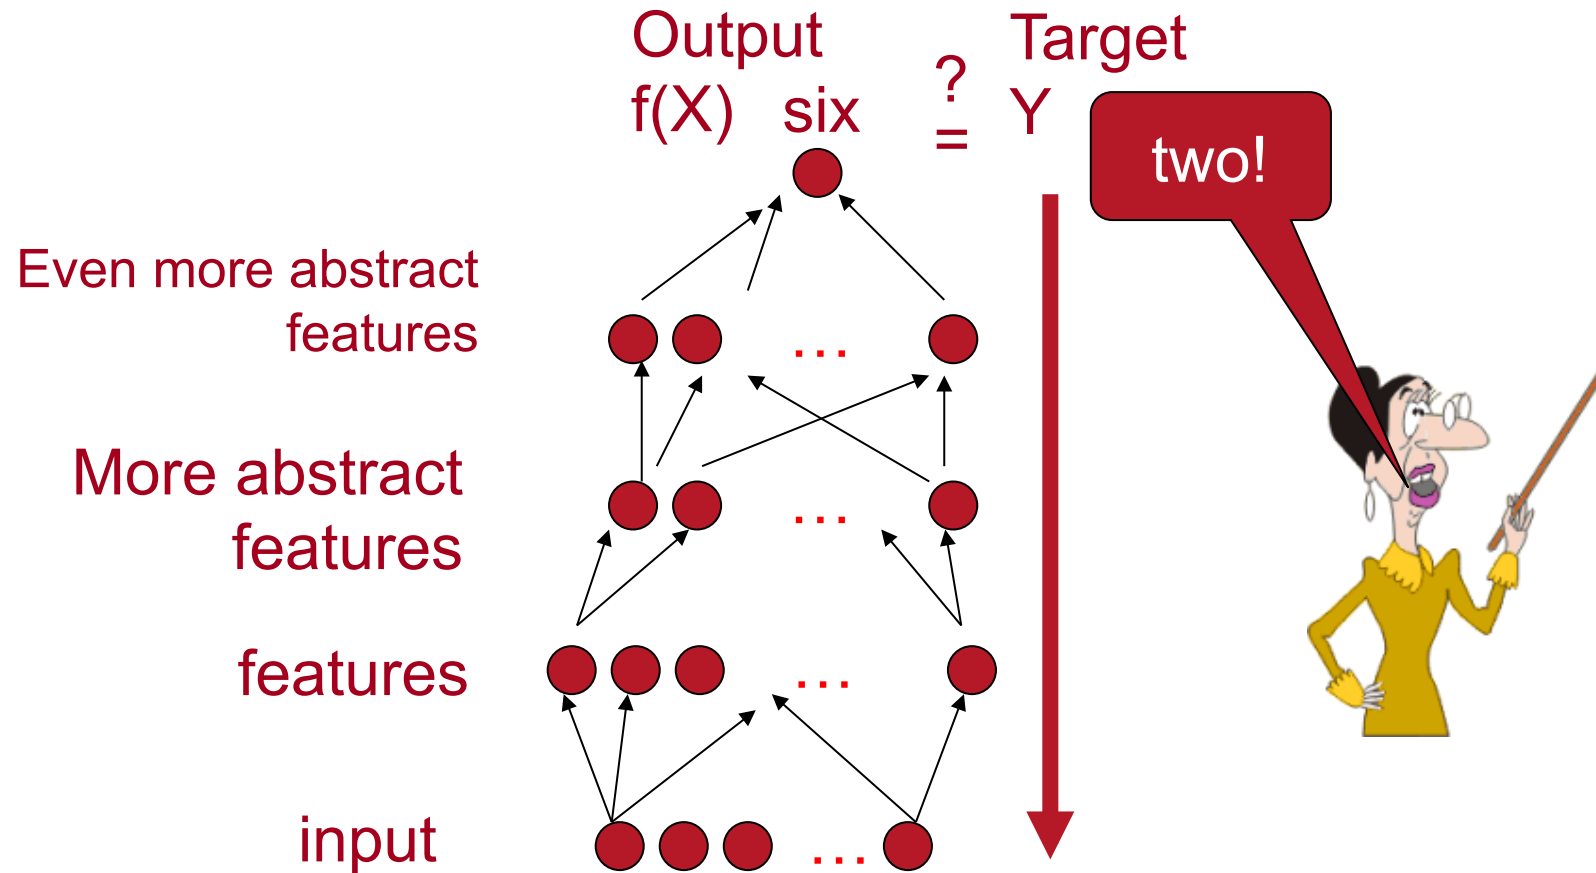 Output
Target
f(X) six
?
=
Y
two!
Even more abstract
features
...
More abstract
features
...
features
...
input
...